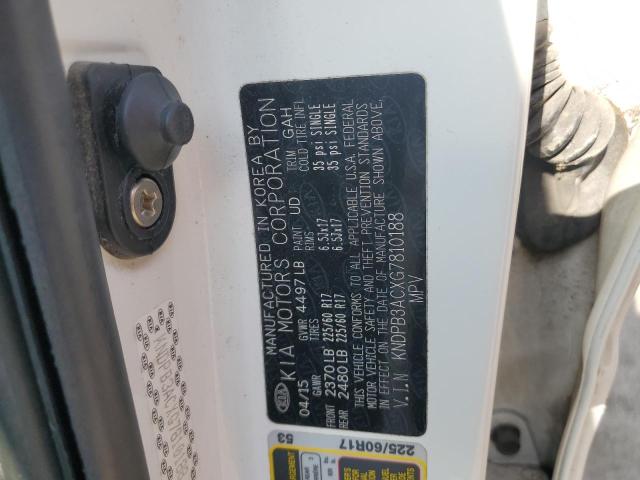 MANUFACTURED IN KOREA BY
KIA MOTORS CORPORATION
KIA
04/15 GVWR 4497LB PAINT UD TRIM GAH
GAWR TIRES RIMS COLD TIRE INFL.
FRONT 2370LB 225/60 R17 6.5Jx17 35 psi SINGLE
REAR 2480LB 225/60 R17 6.5Jx17 35 psi SINGLE
THIS VEHICLE CONFORMS TO ALL APPLICABLE U.S.A. FEDERAL
MOTOR VEHICLE SAFETY AND THEFT PREVENTION STANDARDS
IN EFFECT ON THE DATE OF MANUFACTURE SHOWN ABOVE.
V.I.N KNDPB3ACXG7810188
MPV
53
225/60R17